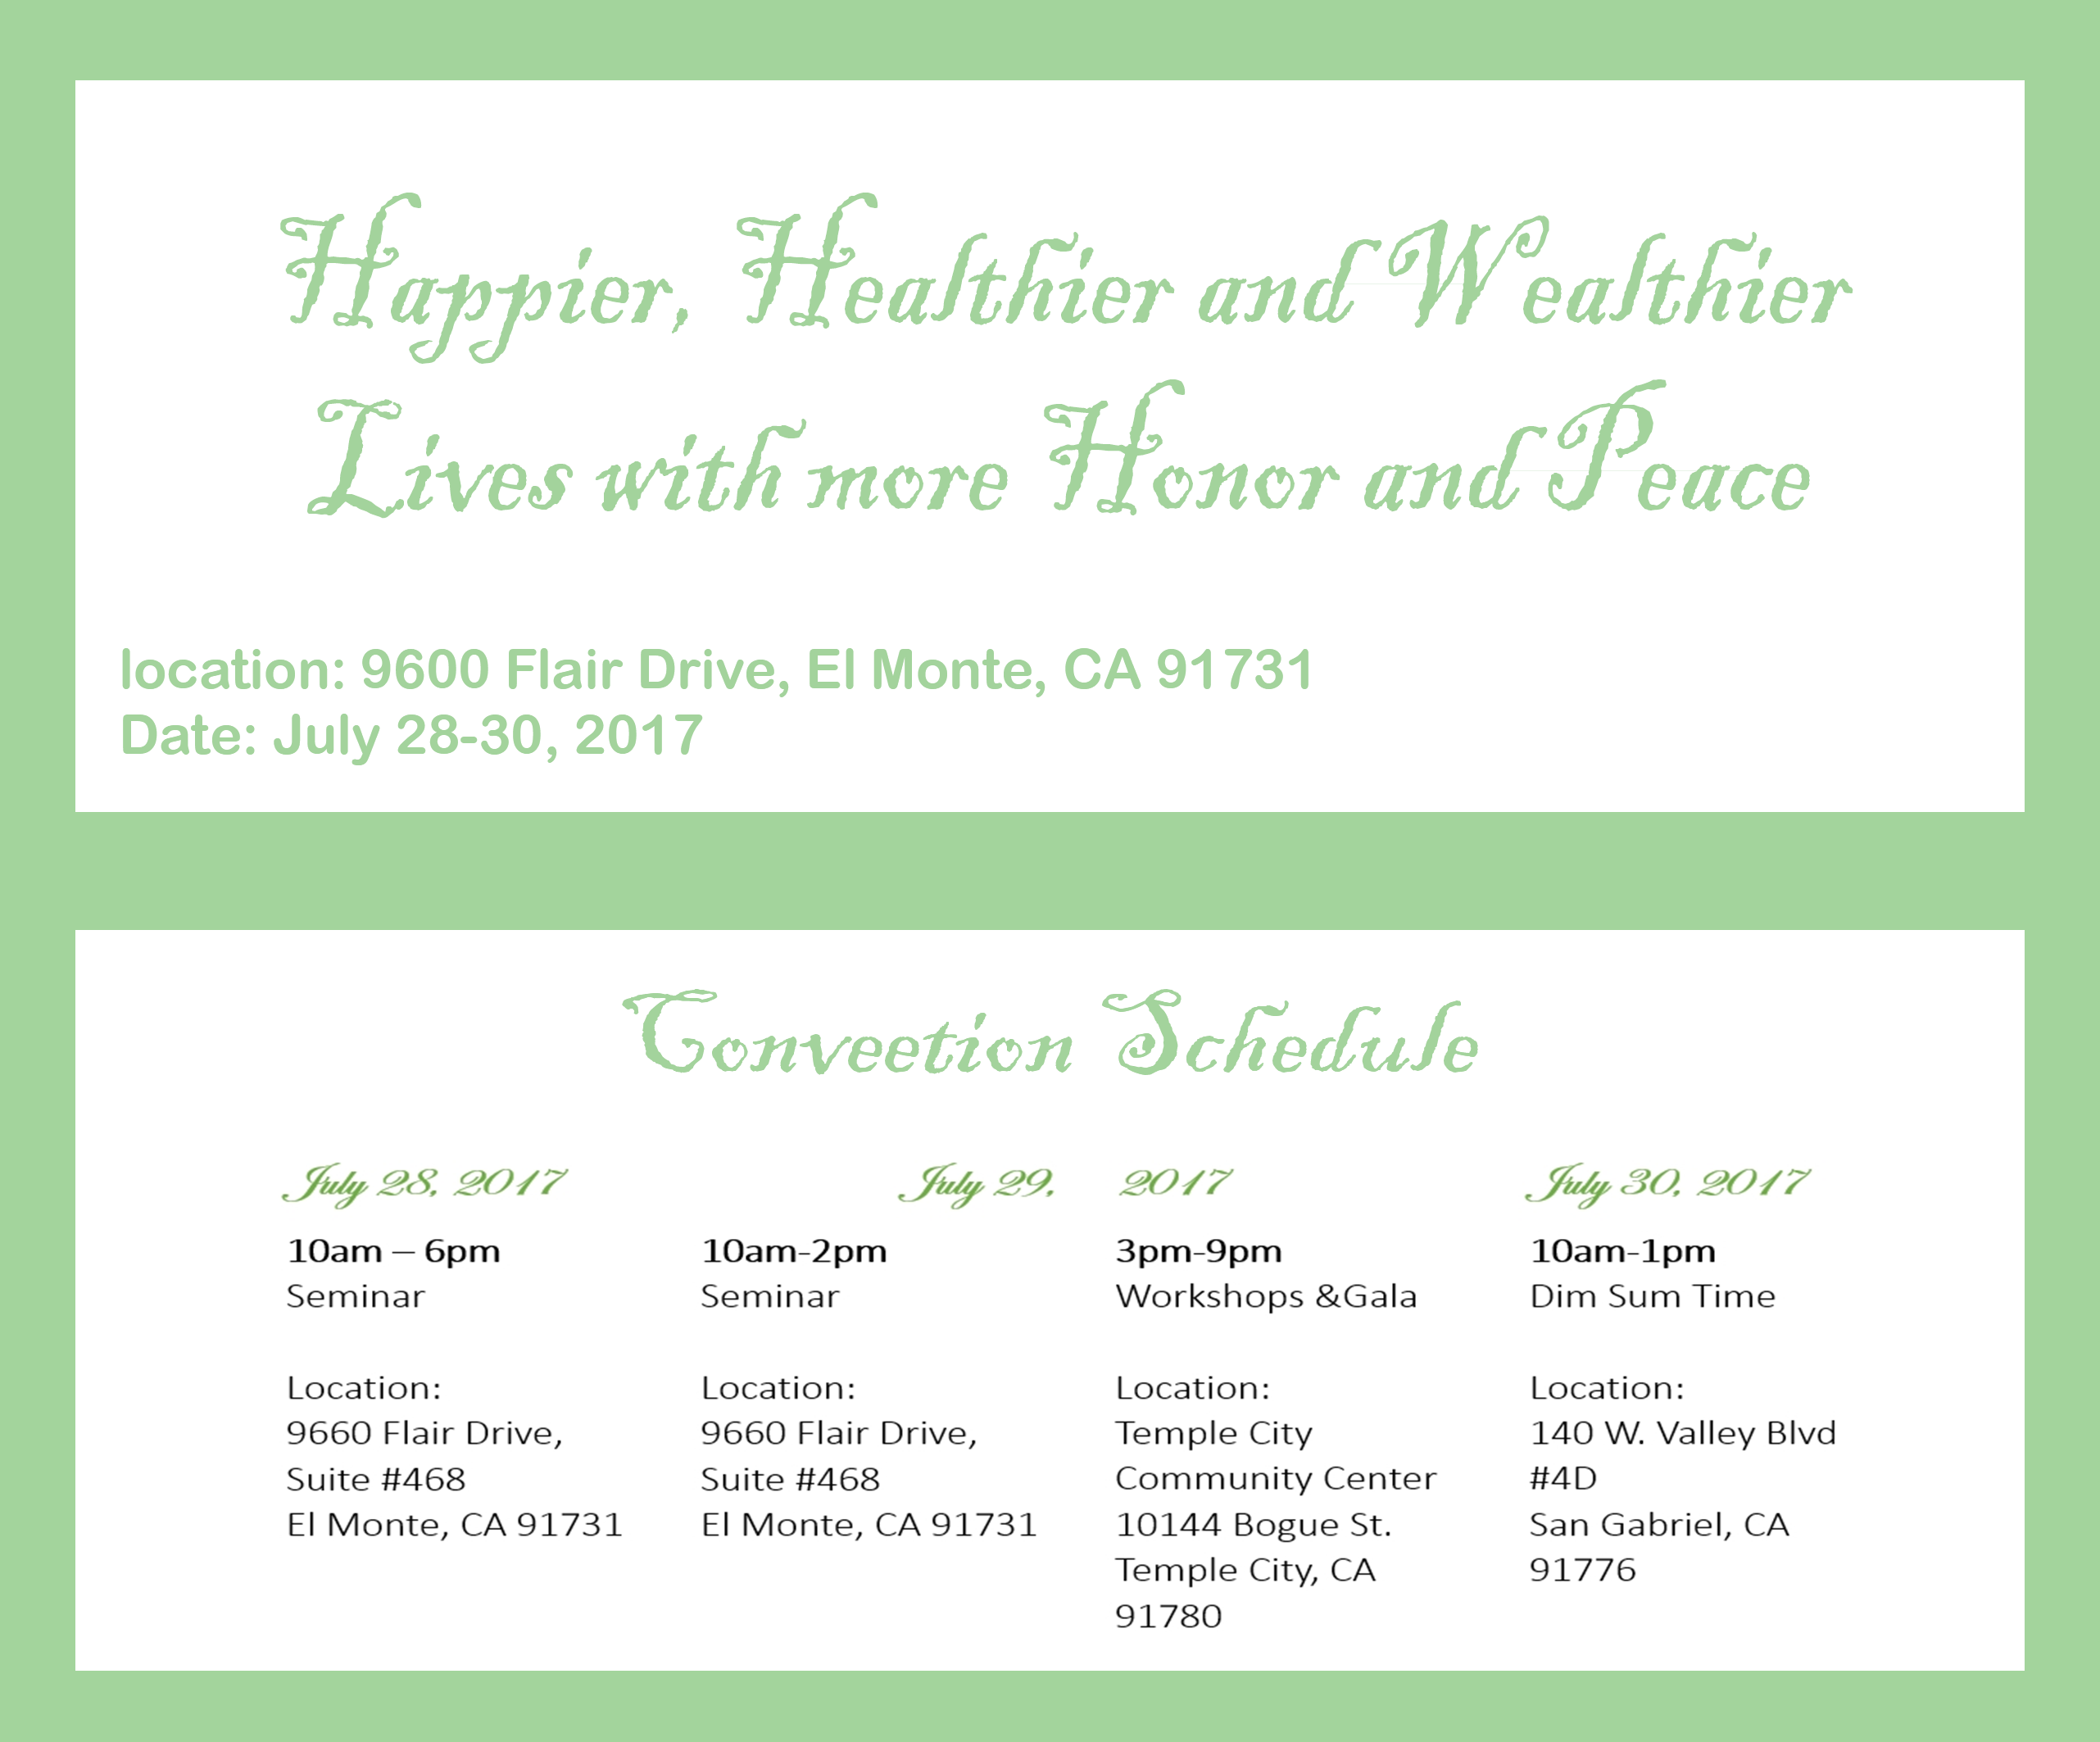 Happier, Healthier and Wealthier
Lives with more Honor and Peace
location: 9600 Flair Drive, El Monte, CA 91731
Date: July 28-30, 2017
Conveetion Schedule
July 28, 2017
10am – 6pm
Seminar
Location:
9660 Flair Drive,
Suite #468
El Monte, CA 91731
July 29, 2017
10am-2pm
Seminar
Location:
9660 Flair Drive,
Suite #468
El Monte, CA 91731
3pm-9pm
Workshops &Gala
Location:
Temple City
Community Center
10144 Bogue St.
Temple City, CA
91780
July 30, 2017
10am-1pm
Dim Sum Time
Location:
140 W. Valley Blvd
#4D
San Gabriel, CA
91776